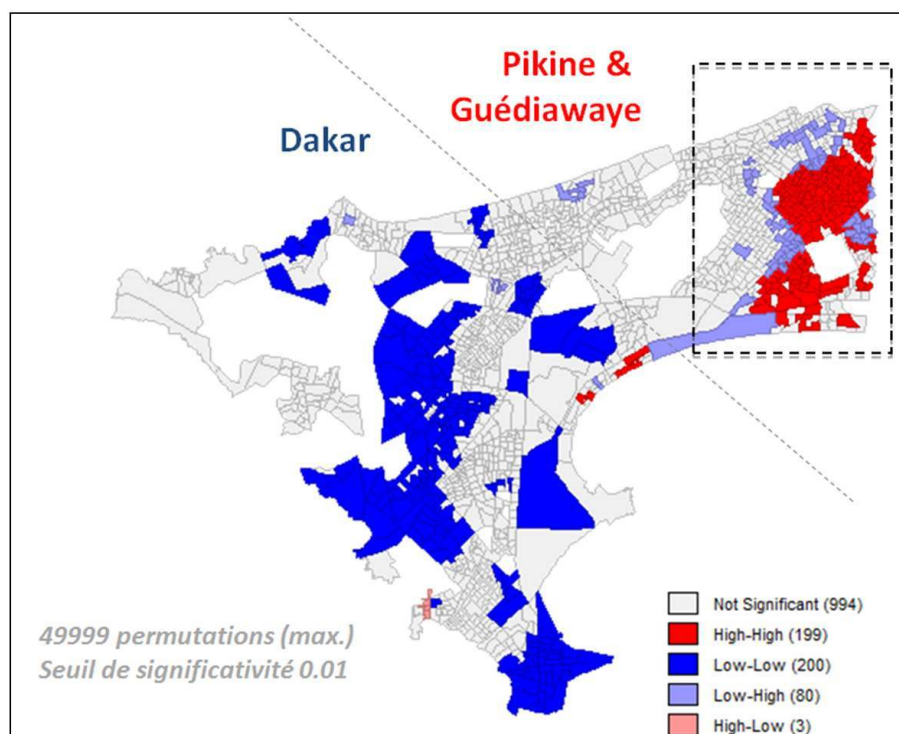 Pikine &
Guédiawaye
Dakar
49999 permutations (max.)
Seuil de significativité 0.01
Not Significant (994)
High-High (199)
Low-Low (200)
Low-High (80)
High-Low (3)